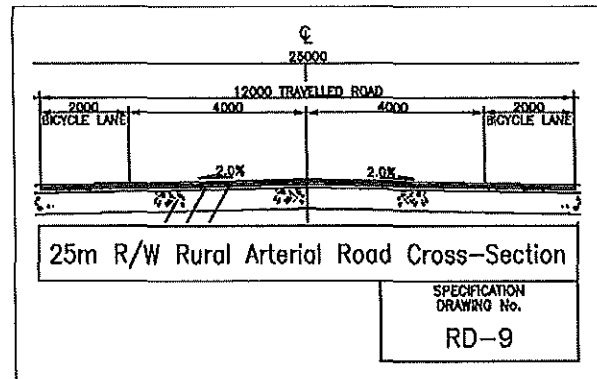 ℄
25000
12000 TRAVELLED ROAD
2000 4000 4000 2000
BICYCLE LANE BICYCLE LANE
2.0% 2.0%
25m R/W Rural Arterial Road Cross-Section
SPECIFICATION
DRAWING No.
RD-9